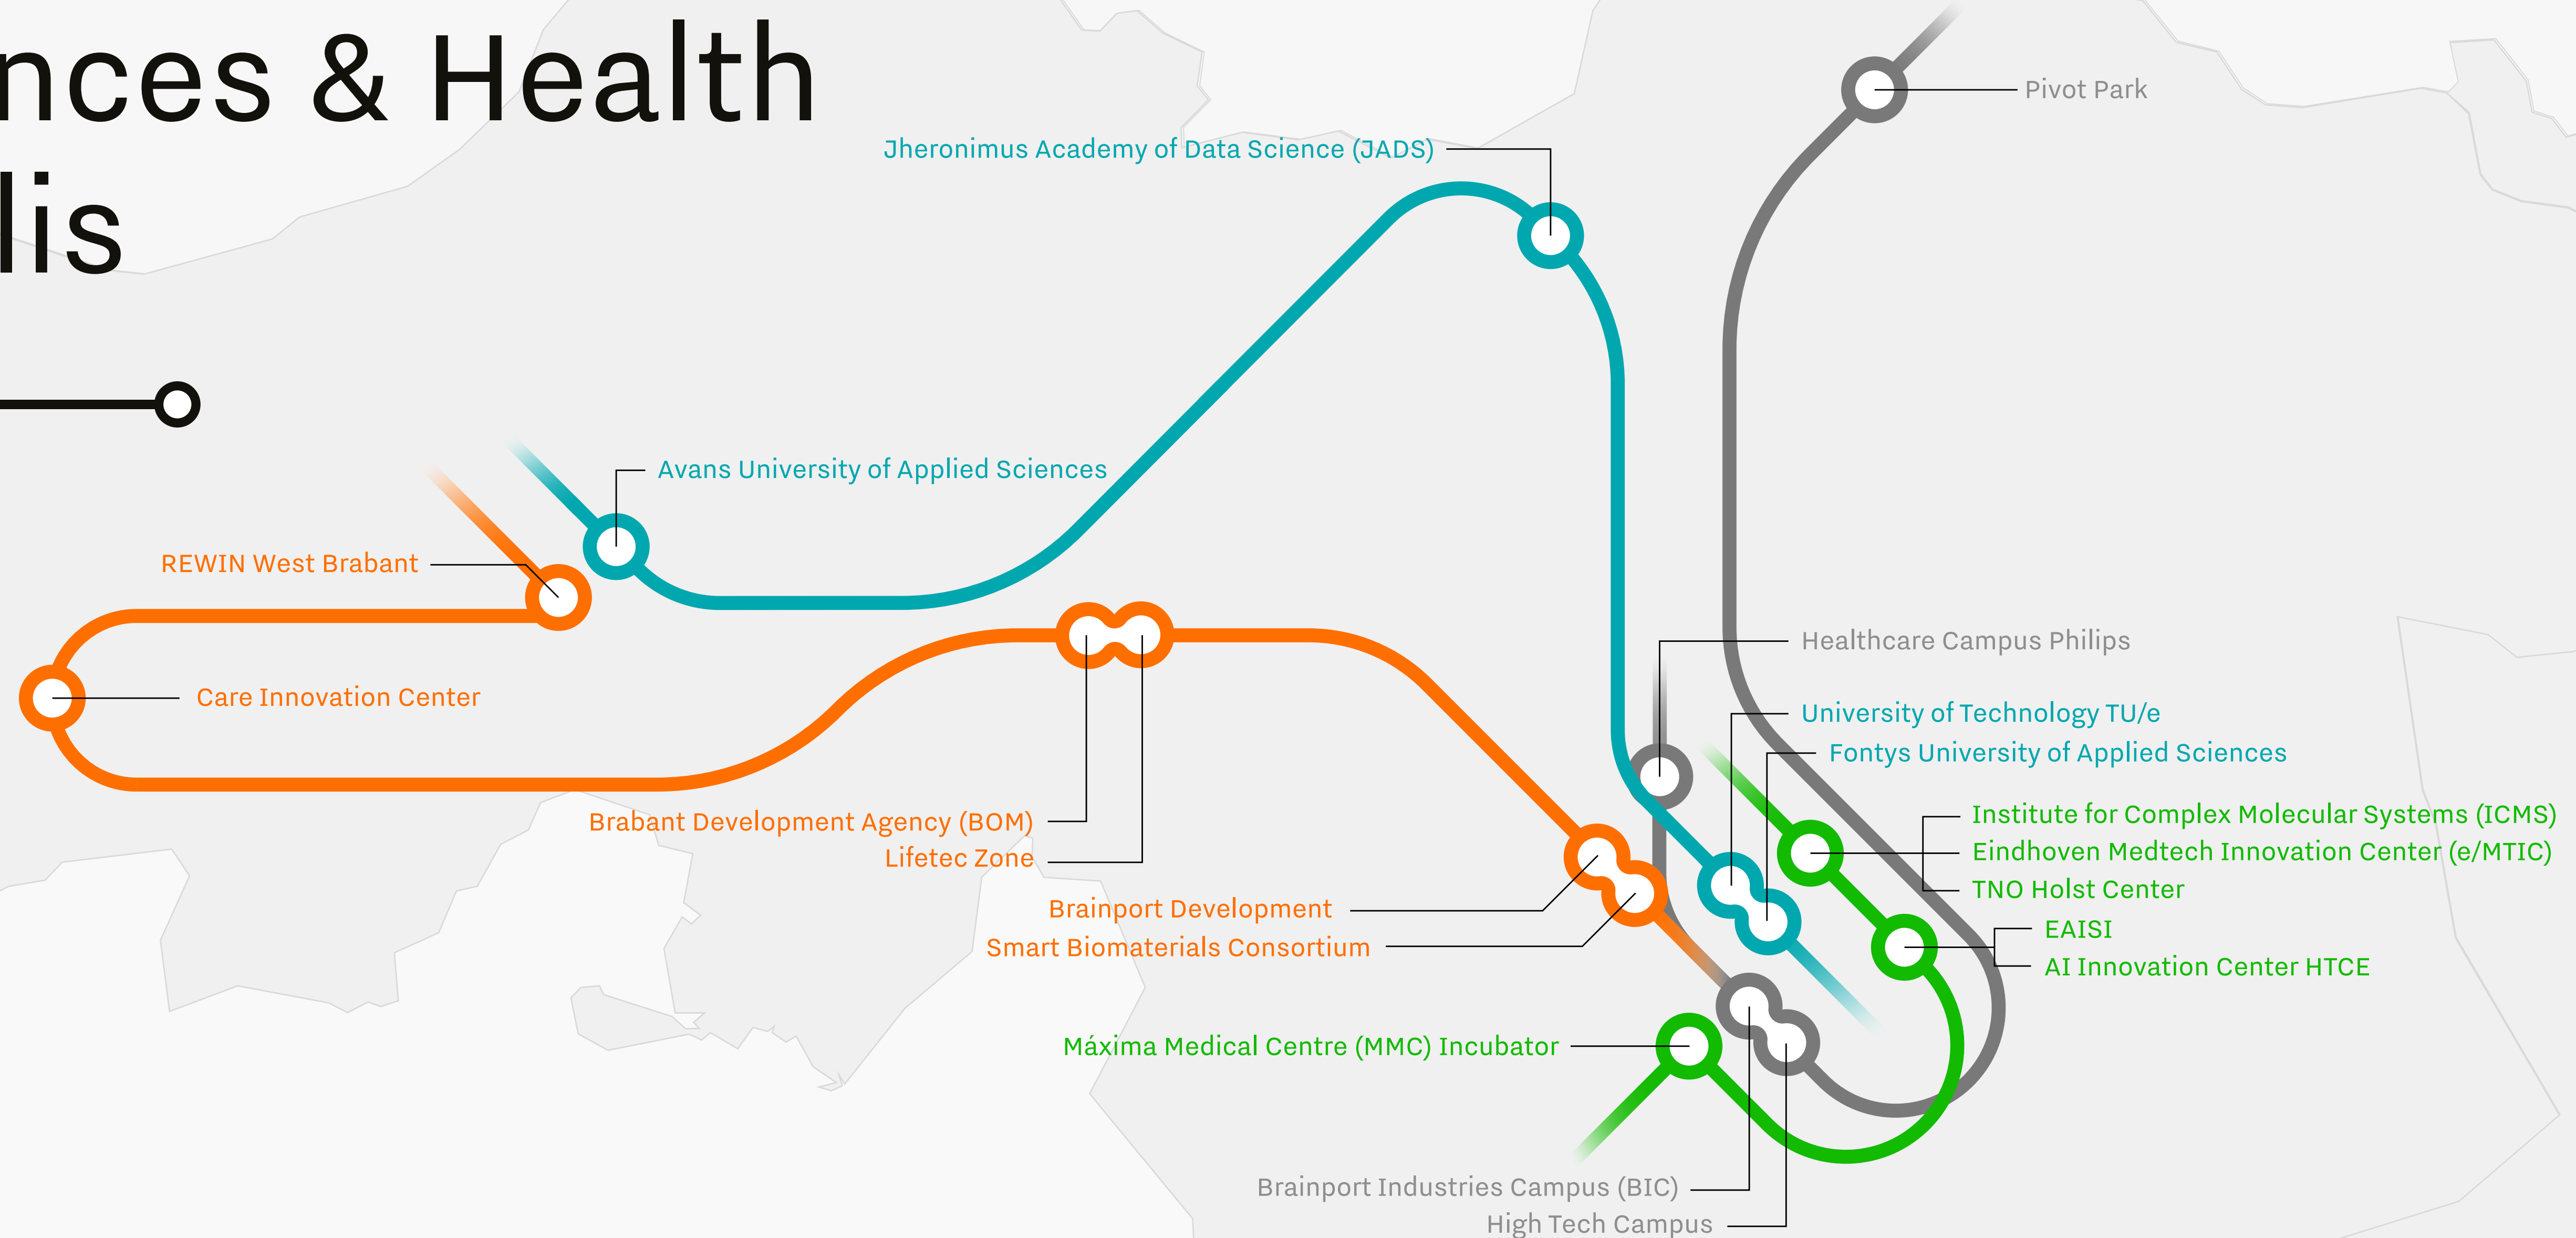 nces & Health
lis
Pivot Park
Jheronimus Academy of Data Science (JADS)
Avans University of Applied Sciences
REWIN West Brabant
Care Innovation Center
Healthcare Campus Philips
University of Technology TU/e
Fontys University of Applied Sciences
Brabant Development Agency (BOM)
Lifetec Zone
Institute for Complex Molecular Systems (ICMS)
Eindhoven Medtech Innovation Center (e/MTIC)
TNO Holst Center
Brainport Development
Smart Biomaterials Consortium
EAISI
AI Innovation Center HTCE
Máxima Medical Centre (MMC) Incubator
Brainport Industries Campus (BIC)
High Tech Campus